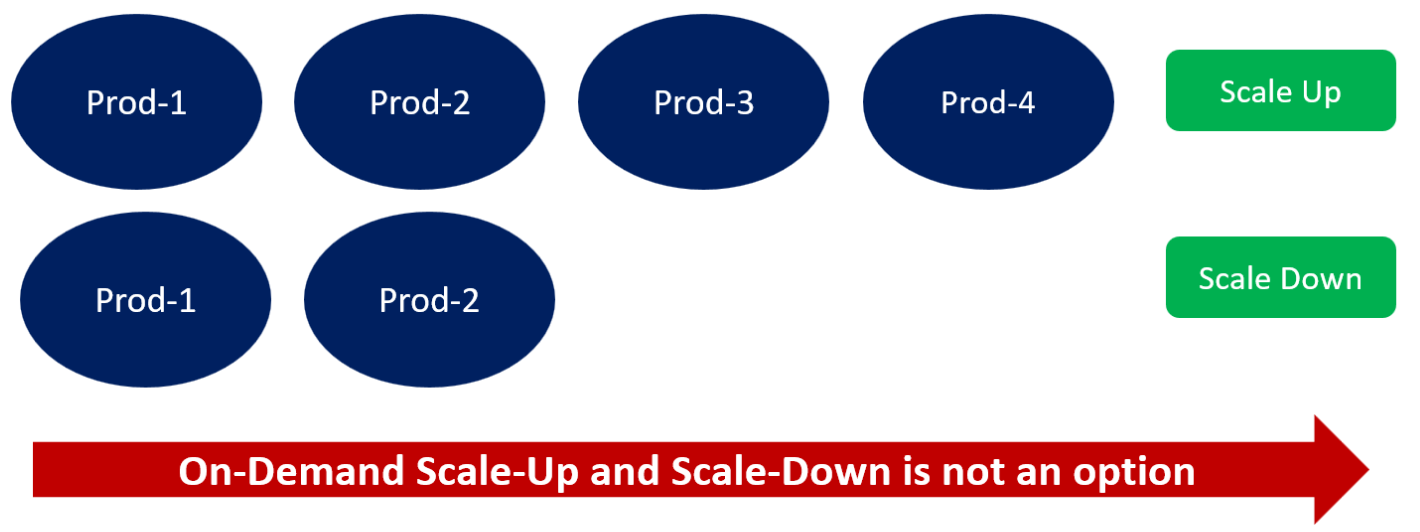 Prod-1
Prod-2
Prod-3
Prod-4
Scale Up
Prod-1
Prod-2
Scale Down
On-Demand Scale-Up and Scale-Down is not an option